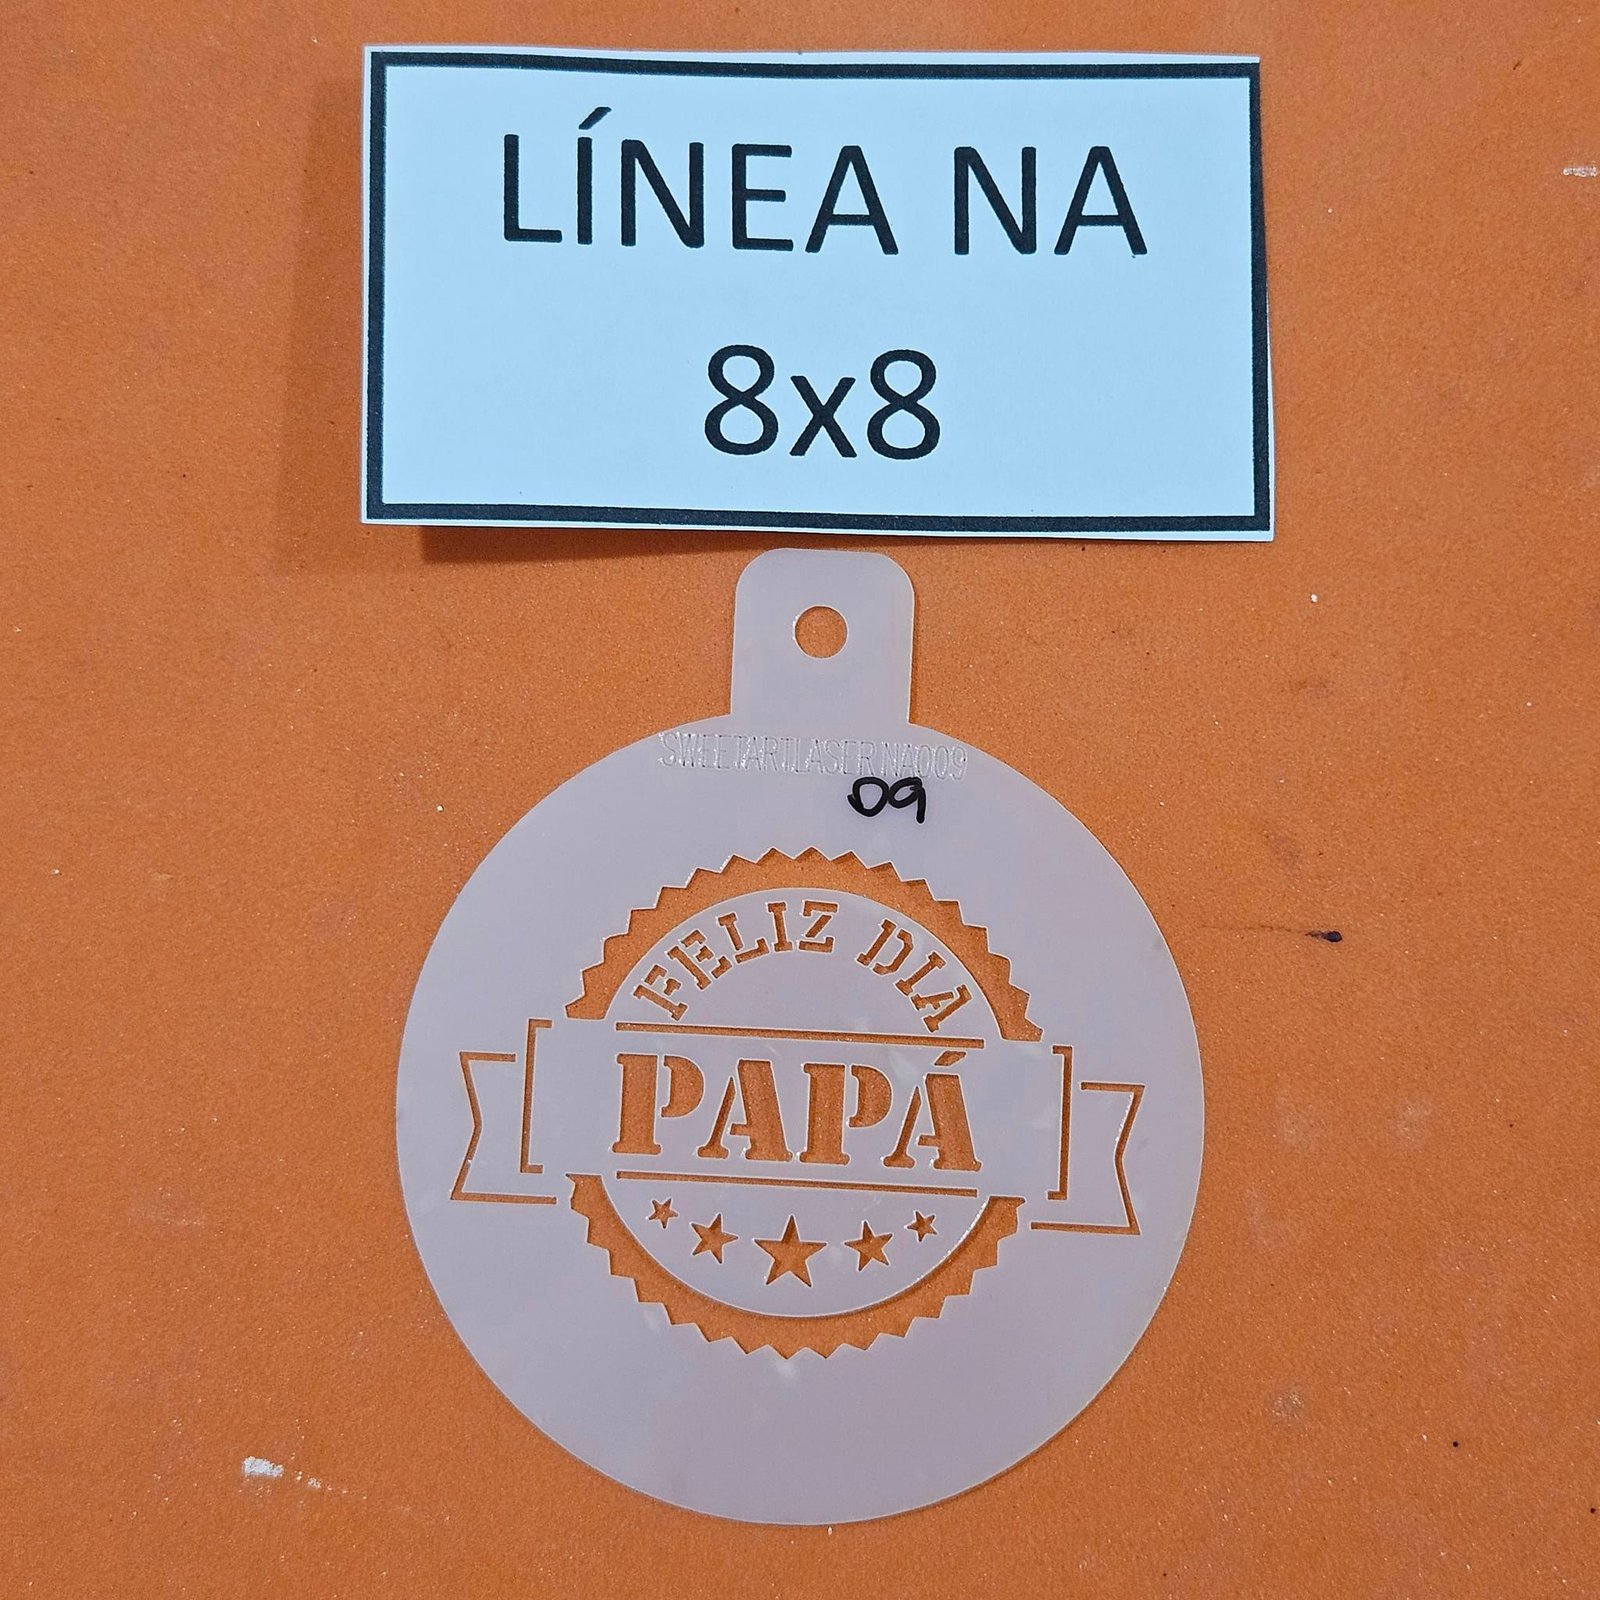 LÍNEA NA
8x8
SWEETARTLASER NA009
09
FELIZ DIA
PAPÁ